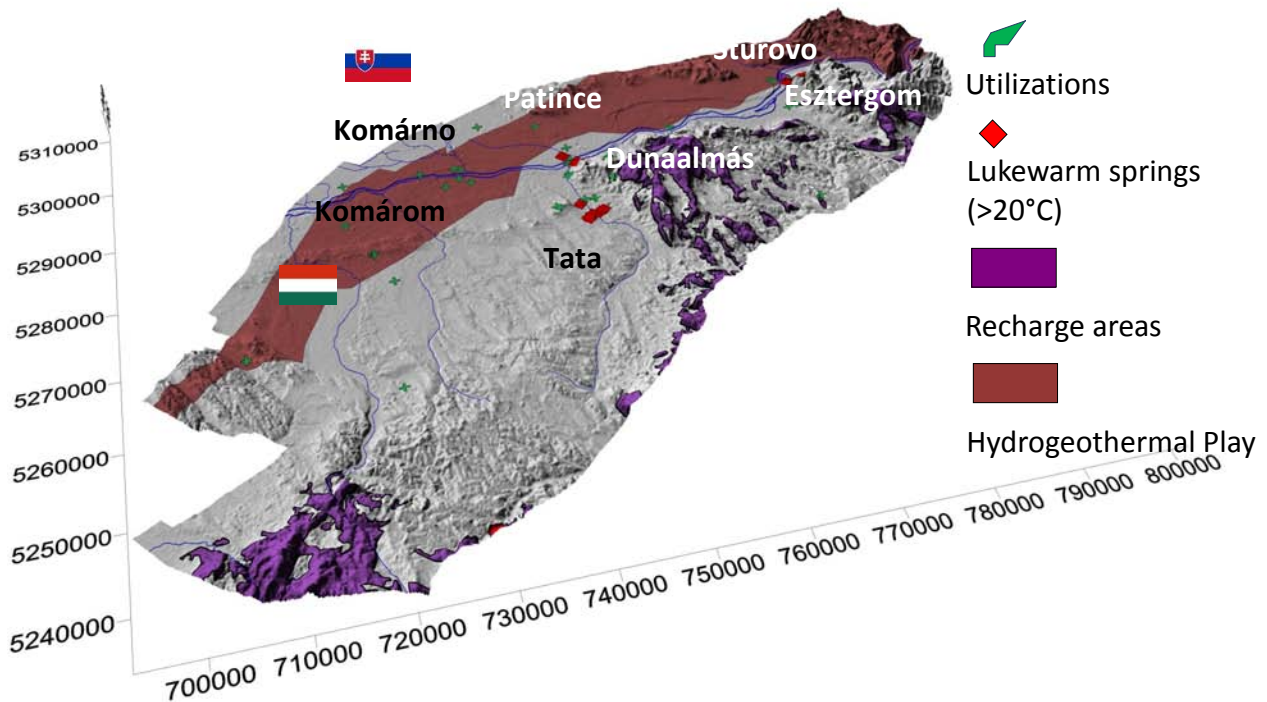 Sturovo
Esztergom
Patince
Komárno
Dunaalmás
Komárom
Tata
Utilizations
Lukewarm springs
(>20°C)
Recharge areas
Hydrogeothermal Play
5310000
5300000
5290000
5280000
5270000
5260000
5250000
5240000
700000
710000
720000
730000
740000
750000
760000
770000
780000
790000
800000